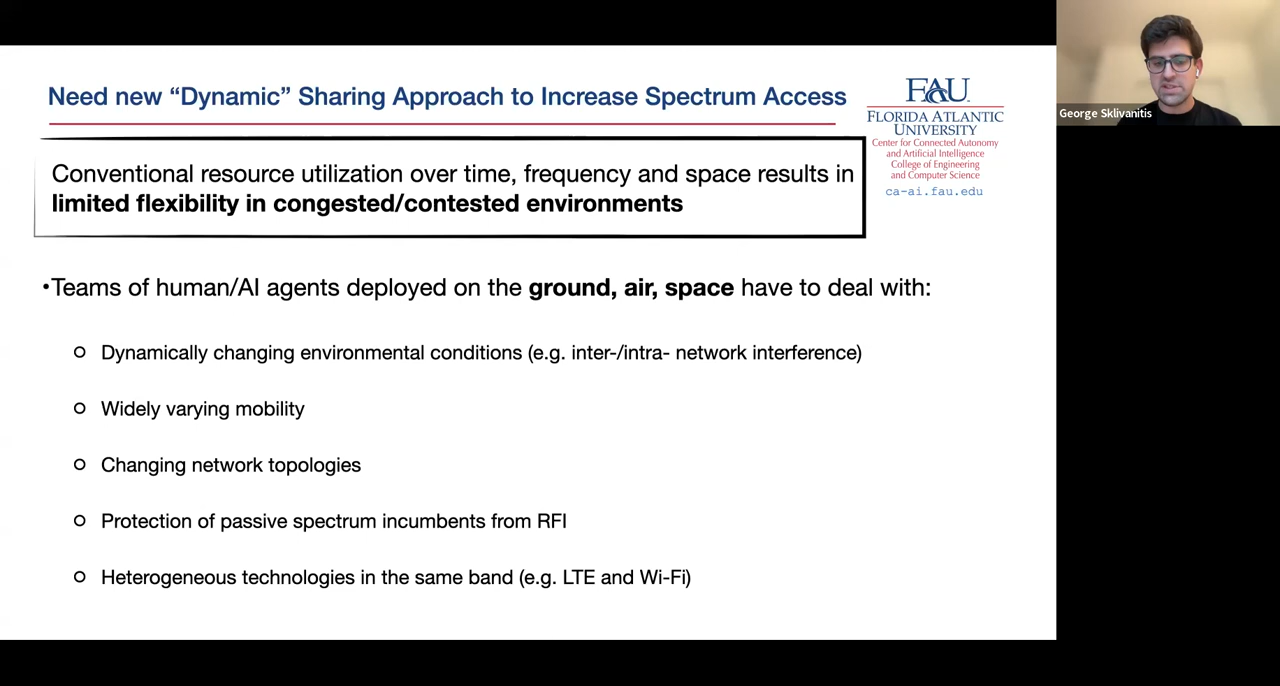 Need new “Dynamic” Sharing Approach to Increase Spectrum Access
FAU
FLORIDA ATLANTIC
UNIVERSITY
Center for Connected Autonomy
and Artificial Intelligence
College of Engineering
and Computer Science
ca-ai.fau.edu
Conventional resource utilization over time, frequency and space results in
limited flexibility in congested/contested environments
•Teams of human/AI agents deployed on the ground, air, space have to deal with:
Dynamically changing environmental conditions (e.g. inter-/intra- network interference)
Widely varying mobility
Changing network topologies
Protection of passive spectrum incumbents from RFI
Heterogeneous technologies in the same band (e.g. LTE and Wi-Fi)
George Sklivanitis